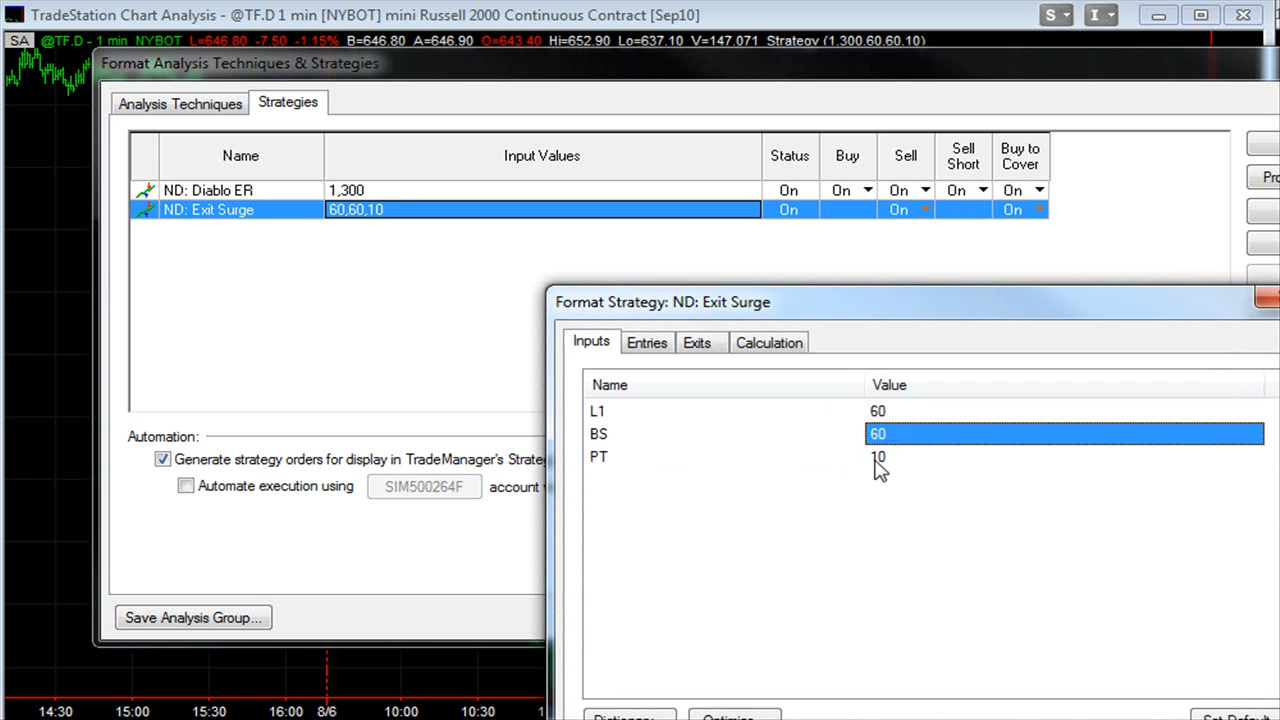 TradeStation Chart Analysis - @TF.D 1 min [NYBOT] mini Russell 2000 Continuous Contract [Sep10]
S I
SA @TF.D - 1 min NYBOT L=646.80 -7.50 -1.15% B=646.80 A=646.90 O=643.40 Hi=652.90 Lo=637.10 V=147.071 Strategy (1,300,60,60,10)
Format Analysis Techniques & Strategies
Analysis Techniques Strategies
Name Input Values Status Buy Sell Sell Short Buy to Cover
ND: Diablo ER 1,300 On On On On On
ND: Exit Surge 60,60,10 On On On
Format Strategy: ND: Exit Surge
Inputs Entries Exits Calculation
Name Value
L1 60
BS 60
PT 10
Automation:
Generate strategy orders for display in TradeManager's Strate
Automate execution using SIM500264F account
Save Analysis Group...
14:30 15:00 15:30 16:00 8/6 10:00 10:30
Dictionary... Optimize... Set Default